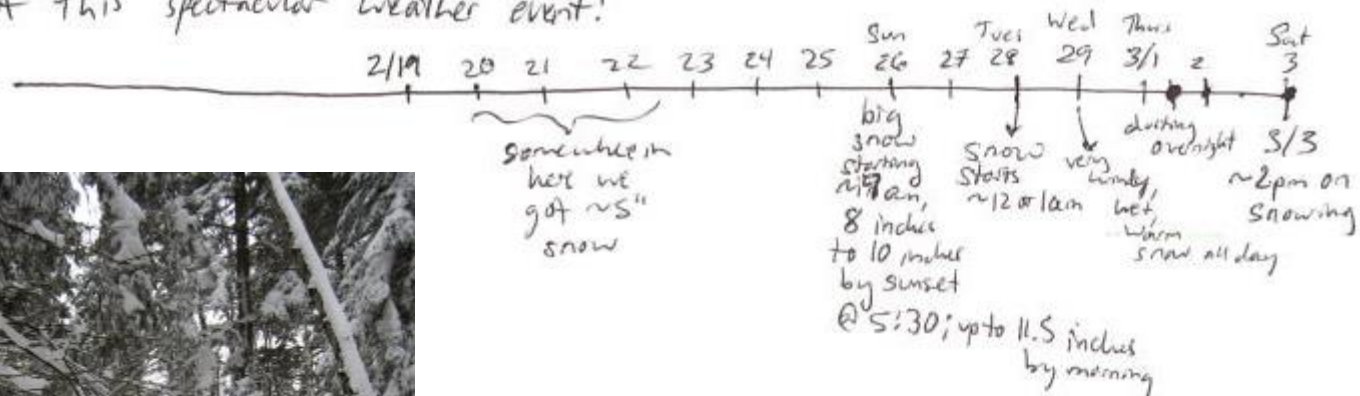 this spectacular weather event!
Sun Tues Wed Thurs Sat
2/19 20 21 22 23 24 25 26 27 28 29 3/1 2 3
somewhere in
here we
got ~5"
snow
big
snow
starting
am,
8 inches
to 10 inches
by sunset
@ 5:30; up to 11.5 inches
by morning
snow
starts
~12 or 1am
very
windy,
wet,
warm
snow all day
dusting
overnight
3/3
~2pm on
snowing